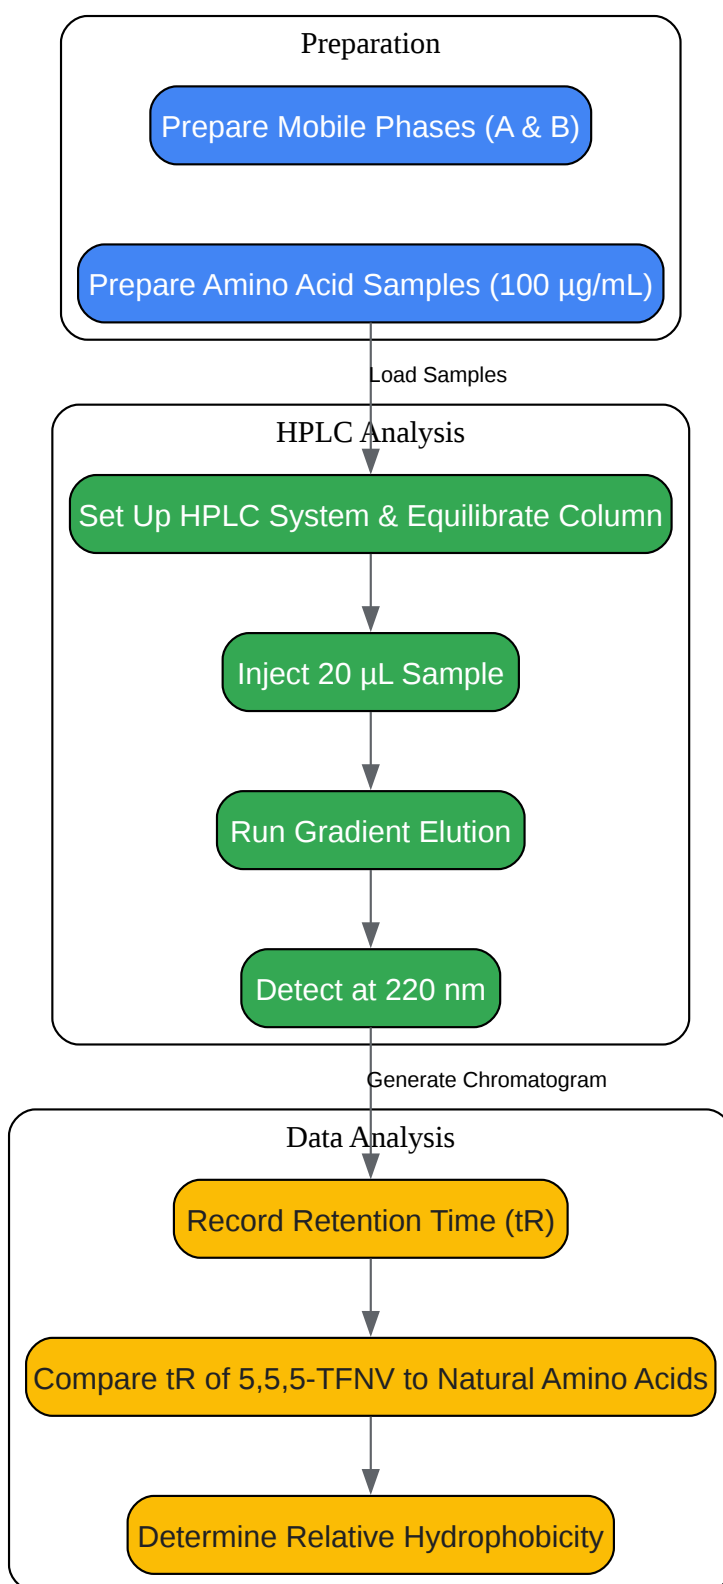 Preparation
Prepare Mobile Phases (A & B)
Prepare Amino Acid Samples (100 µg/mL)
Load Samples
HPLC Analysis
Set Up HPLC System & Equilibrate Column
Inject 20 µL Sample
Run Gradient Elution
Detect at 220 nm
Generate Chromatogram
Data Analysis
Record Retention Time (tR)
Compare tR of 5,5,5-TFNV to Natural Amino Acids
Determine Relative Hydrophobicity